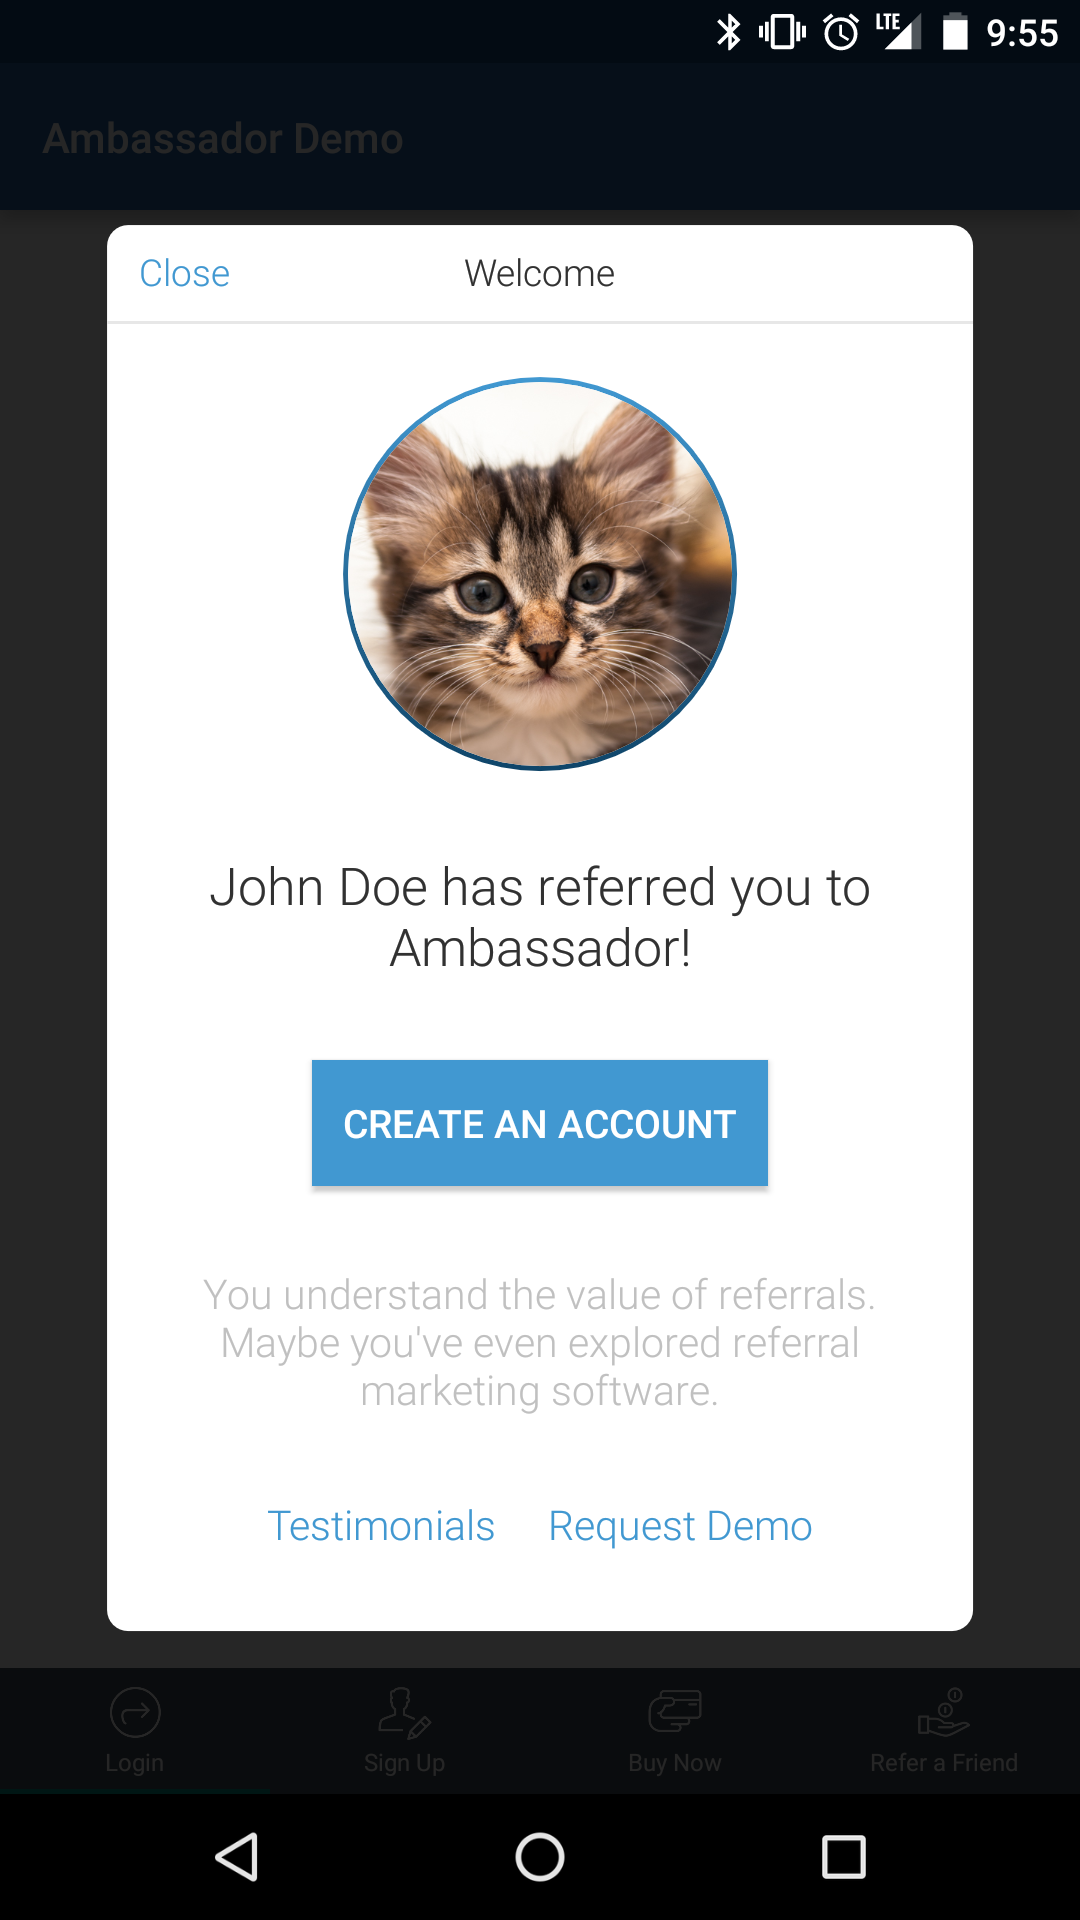 LTE 9:55
Ambassador Demo
Close Welcome
John Doe has referred you to
Ambassador!
CREATE AN ACCOUNT
You understand the value of referrals.
Maybe you've even explored referral
marketing software.
Testimonials Request Demo
Login Sign Up Buy Now Refer a Friend